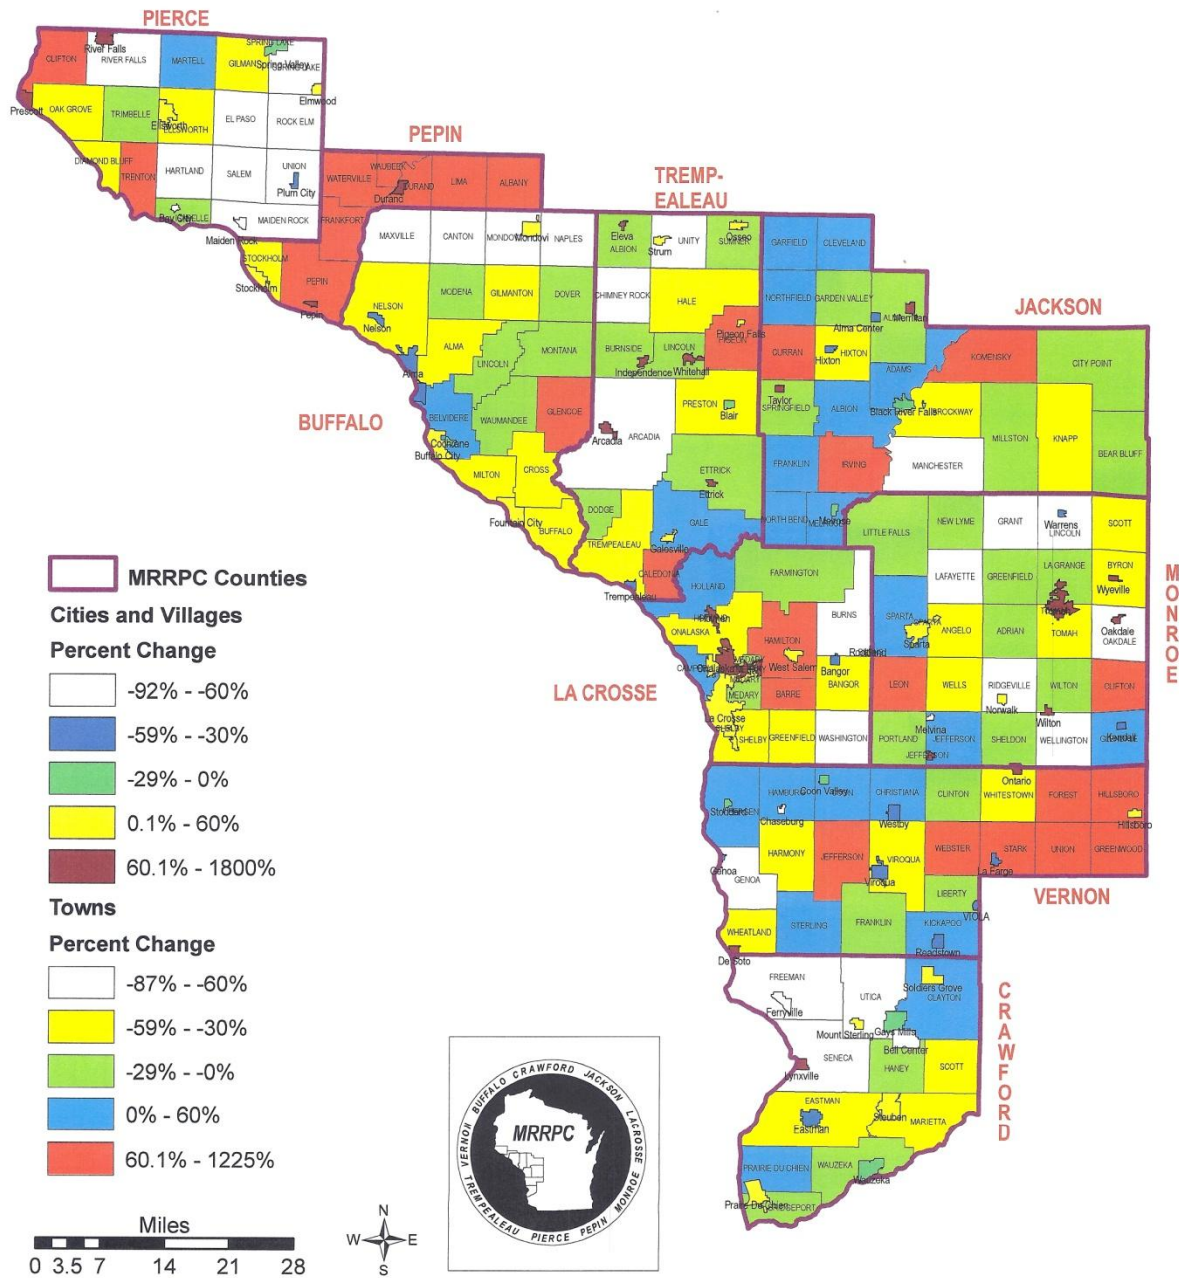 PIERCE
River Falls
SPRING LAKE
CLIFTON
RIVER FALLS
MARTELL
GILMAN
Spring Valley
Elmwood
Prescott
OAK GROVE
TRIMBELLE
Ellsworth
ELLSWORTH
EL PASO
ROCK ELM
PEPIN
DIAMOND BLUFF
TRENTON
HARTLAND
SALEM
UNION
Plum City
WATERVILLE
DURAND
Durand
LIMA
ALBANY
TREMP-
EALEAU
Bay City
MAIDEN ROCK
Maiden Rock
FRANKFORT
MAXVILLE
CANTON
Mondovi
NAPLES
Eleva
ALBION
Strum
UNITY
Osseo
SUMNER
GARFIELD
CLEVELAND
STOCKHOLM
Stockholm
PEPIN
Pepin
NELSON
Nelson
MODENA
GILMANTON
DOVER
CHIMNEY ROCK
HALE
NORTHFIELD
GARDEN VALLEY
Alma Center
Merrillan
JACKSON
Pigeon Falls
ALMA
Alma
LINCOLN
MONTANA
BURNSIDE
LINCOLN
Independence
Whitehall
CURRAN
HIXTON
Hixton
ADAMS
KOMENSKY
CITY POINT
BUFFALO
BELVIDERE
WAUMANDEE
GLENCOE
Arcadia
ARCADIA
PRESTON
Blair
Taylor
SPRINGFIELD
ALBION
Black River Falls
BROCKWAY
MILLSTON
KNAPP
BEAR BLUFF
Cochrane
Buffalo City
MILTON
CROSS
ETTRICK
Ettrick
FRANKLIN
IRVING
MANCHESTER
Fountain City
BUFFALO
DODGE
TREMPEALEAU
GALE
Galesville
NORTH BEND
Melrose
LITTLE FALLS
NEW LYME
GRANT
Warrens
LINCOLN
SCOTT
CALEDONIA
Trempealeau
HOLLAND
FARMINGTON
LAFAYETTE
GREENFIELD
LA GRANGE
BYRON
Wyeville
MONROE
ONALASKA
HAMILTON
BURNS
SPARTA
Sparta
ANGELO
ADRIAN
Tomah
TOMAH
Oakdale
OAKDALE
LA CROSSE
West Salem
Rockland
Bangor
BANGOR
MEDARY
BARRE
LEON
WELLS
RIDGEVILLE
Norwalk
WILTON
Wilton
CLIFTON
La Crosse
SHELBY
GREENFIELD
WASHINGTON
PORTLAND
Melvina
JEFFERSON
SHELDON
WELLINGTON
Kendall
Ontario
Stoddard
HAMBURG
Coon Valley
Chaseburg
CHRISTIANA
Westby
CLINTON
WHITESTOWN
FOREST
HILLSBORO
Hillsboro
Genoa
GENOA
HARMONY
JEFFERSON
VIROQUA
Viroqua
WEBSTER
STARK
La Farge
UNION
GREENWOOD
VERNON
WHEATLAND
STERLING
FRANKLIN
LIBERTY
VIOLA
KICKAPOO
Readstown
De Soto
FREEMAN
Ferryville
UTICA
Soldiers Grove
CLAYTON
CRAWFORD
Mount Sterling
Gays Mills
Bell Center
SENECA
Lynxville
HANEY
SCOTT
EASTMAN
Eastman
Steuben
MARIETTA
PRAIRIE DU CHIEN
WAUZEKA
Wauzeka
Prairie Du Chien
BRIDGEPORT
MRRPC Counties
Cities and Villages
Percent Change
-92% - -60%
-59% - -30%
-29% - 0%
0.1% - 60%
60.1% - 1800%
Towns
Percent Change
-87% - -60%
-59% - -30%
-29% - -0%
0% - 60%
60.1% - 1225%
Miles
0 3.5 7 14 21 28
N
W E
S
VERNON BUFFALO CRAWFORD JACKSON LACROSSE
MRRPC
TREMPEALEAU PIERCE PEPIN MONROE